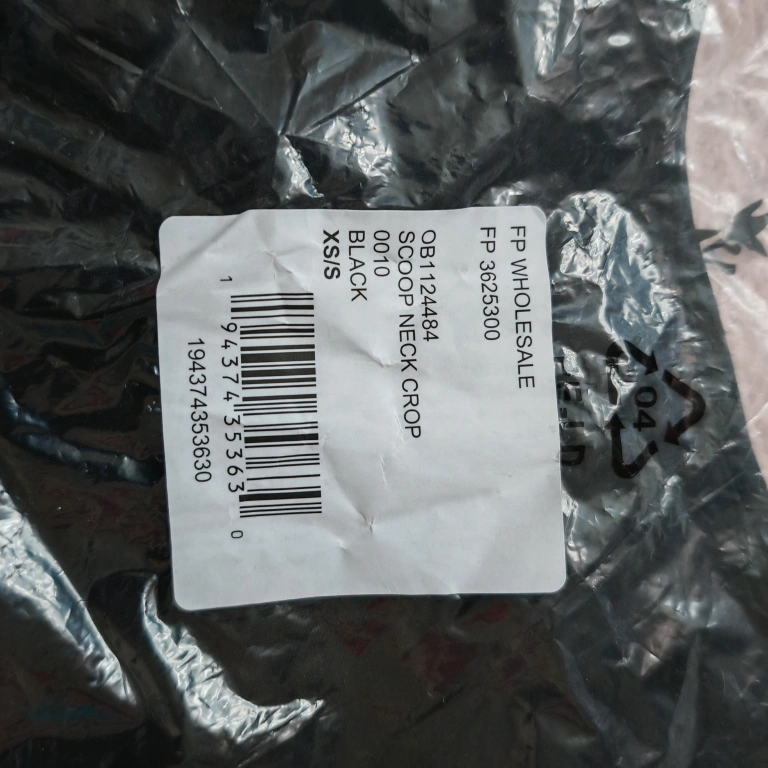 FP WHOLESALE
FP 3625300
OB1124484
SCOOP NECK CROP
0010
BLACK
XS/S
1 94374 35363 0
194374353630
04